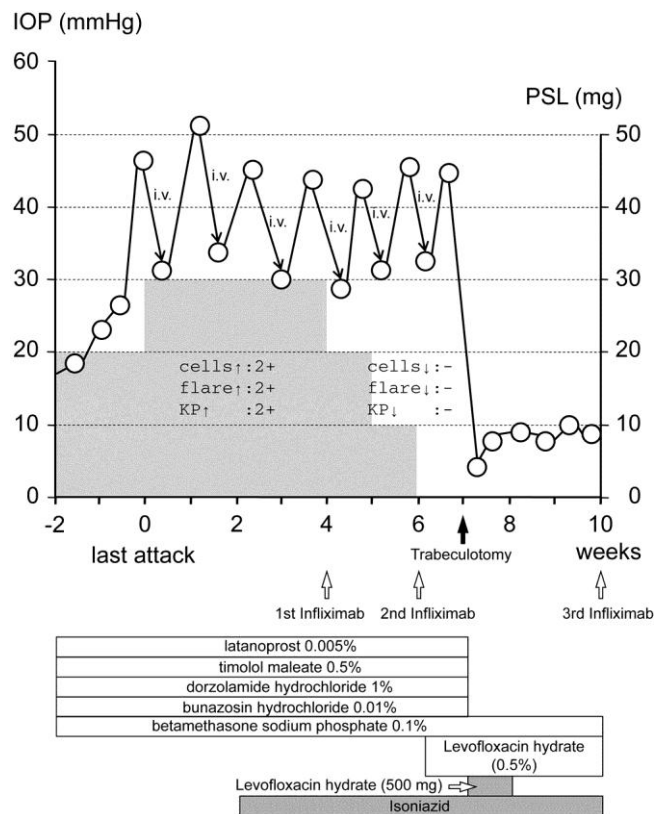 IOP (mmHg)
PSL (mg)
60
50
50
i.v.
i.v.
i.v.
i.v.
i.v.
i.v.
40
40
30
30
20
20
cells↑:2+
cells↓:-
flare↑:2+
flare↓:-
KP↑ :2+
KP↓ :-
10
10
0
0
-2
0
2
4
6
8
10
last attack
Trabeculotomy
weeks
1st Infliximab
2nd Infliximab
3rd Infliximab
latanoprost 0.005%
timolol maleate 0.5%
dorzolamide hydrochloride 1%
bunazosin hydrochloride 0.01%
betamethasone sodium phosphate 0.1%
Levofloxacin hydrate
(0.5%)
Levofloxacin hydrate (500 mg)
Isoniazid